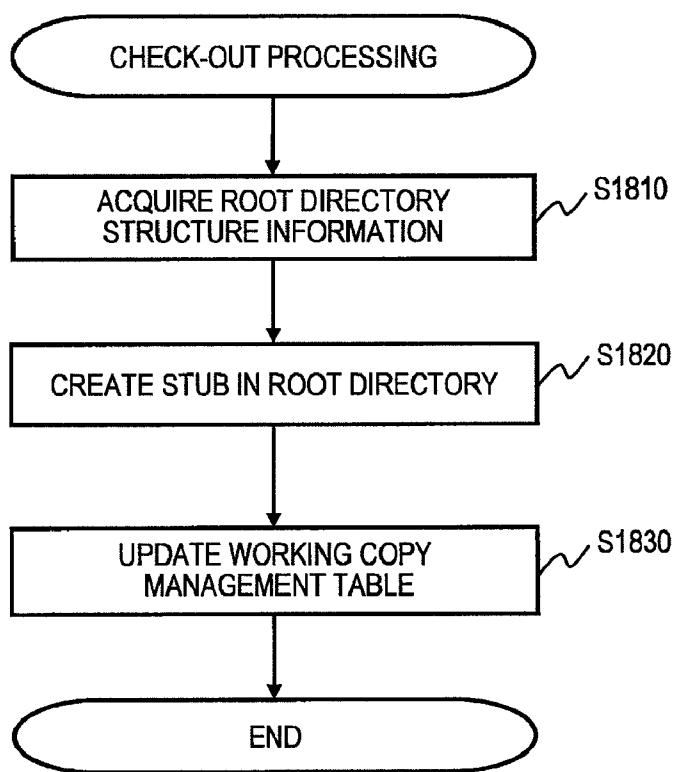 CHECK-OUT PROCESSING
ACQUIRE ROOT DIRECTORY
STRUCTURE INFORMATION
S1810
CREATE STUB IN ROOT DIRECTORY
S1820
UPDATE WORKING COPY
MANAGEMENT TABLE
S1830
END